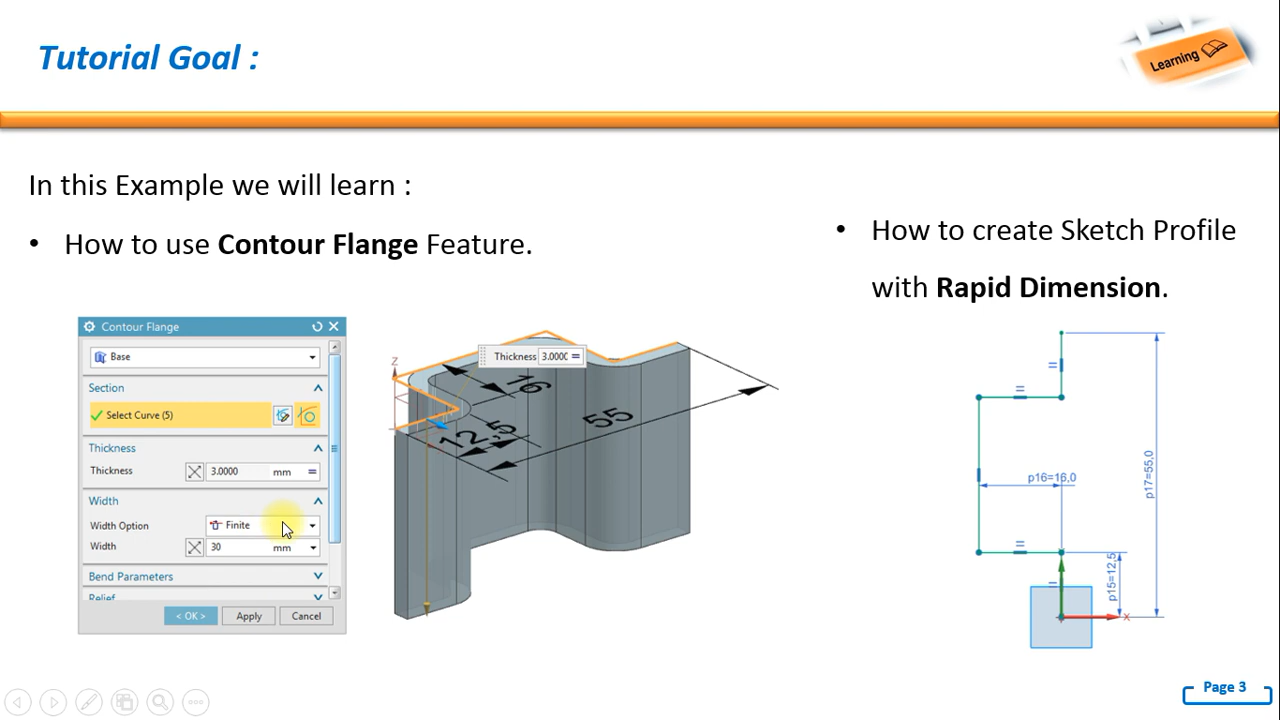 Tutorial Goal :
Learning
In this Example we will learn :
• How to use Contour Flange Feature.
• How to create Sketch Profile
with Rapid Dimension.
Contour Flange
Base
Section
Select Curve (5)
Thickness
Thickness 3.0000 mm =
Width
Width Option Finite
Width 30 mm
Bend Parameters
Relief
< OK > Apply Cancel
Z
Thickness 3.000 =
16
12,5
55
p16=16,0
p17=55,0
p15=12,5
X
Page 3